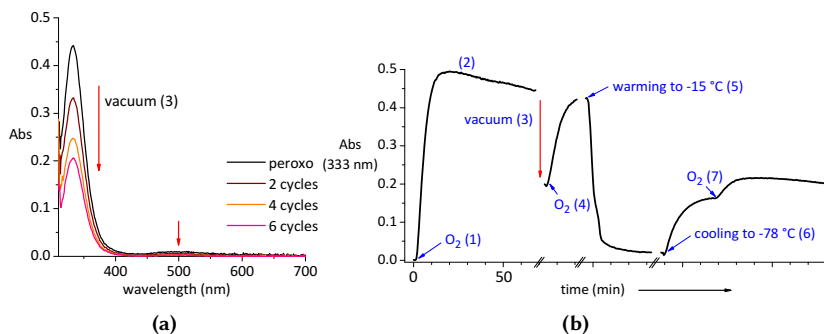 (a)
0.5
0.4
0.3
0.2
0.1
0.0
Abs
vacuum (3)
peroxo
2 cycles
4 cycles
6 cycles
400
500
600
700
wavelength (nm)
(a)
(b)
0.5
0.4
0.3
0.2
0.1
0.0
Abs
(333 nm)
(2)
vacuum (3)
warming to -15 °C (5)
O₂ (4)
O₂ (7)
O₂ (1)
cooling to -78 °C (6)
0
50
time (min)
(b)